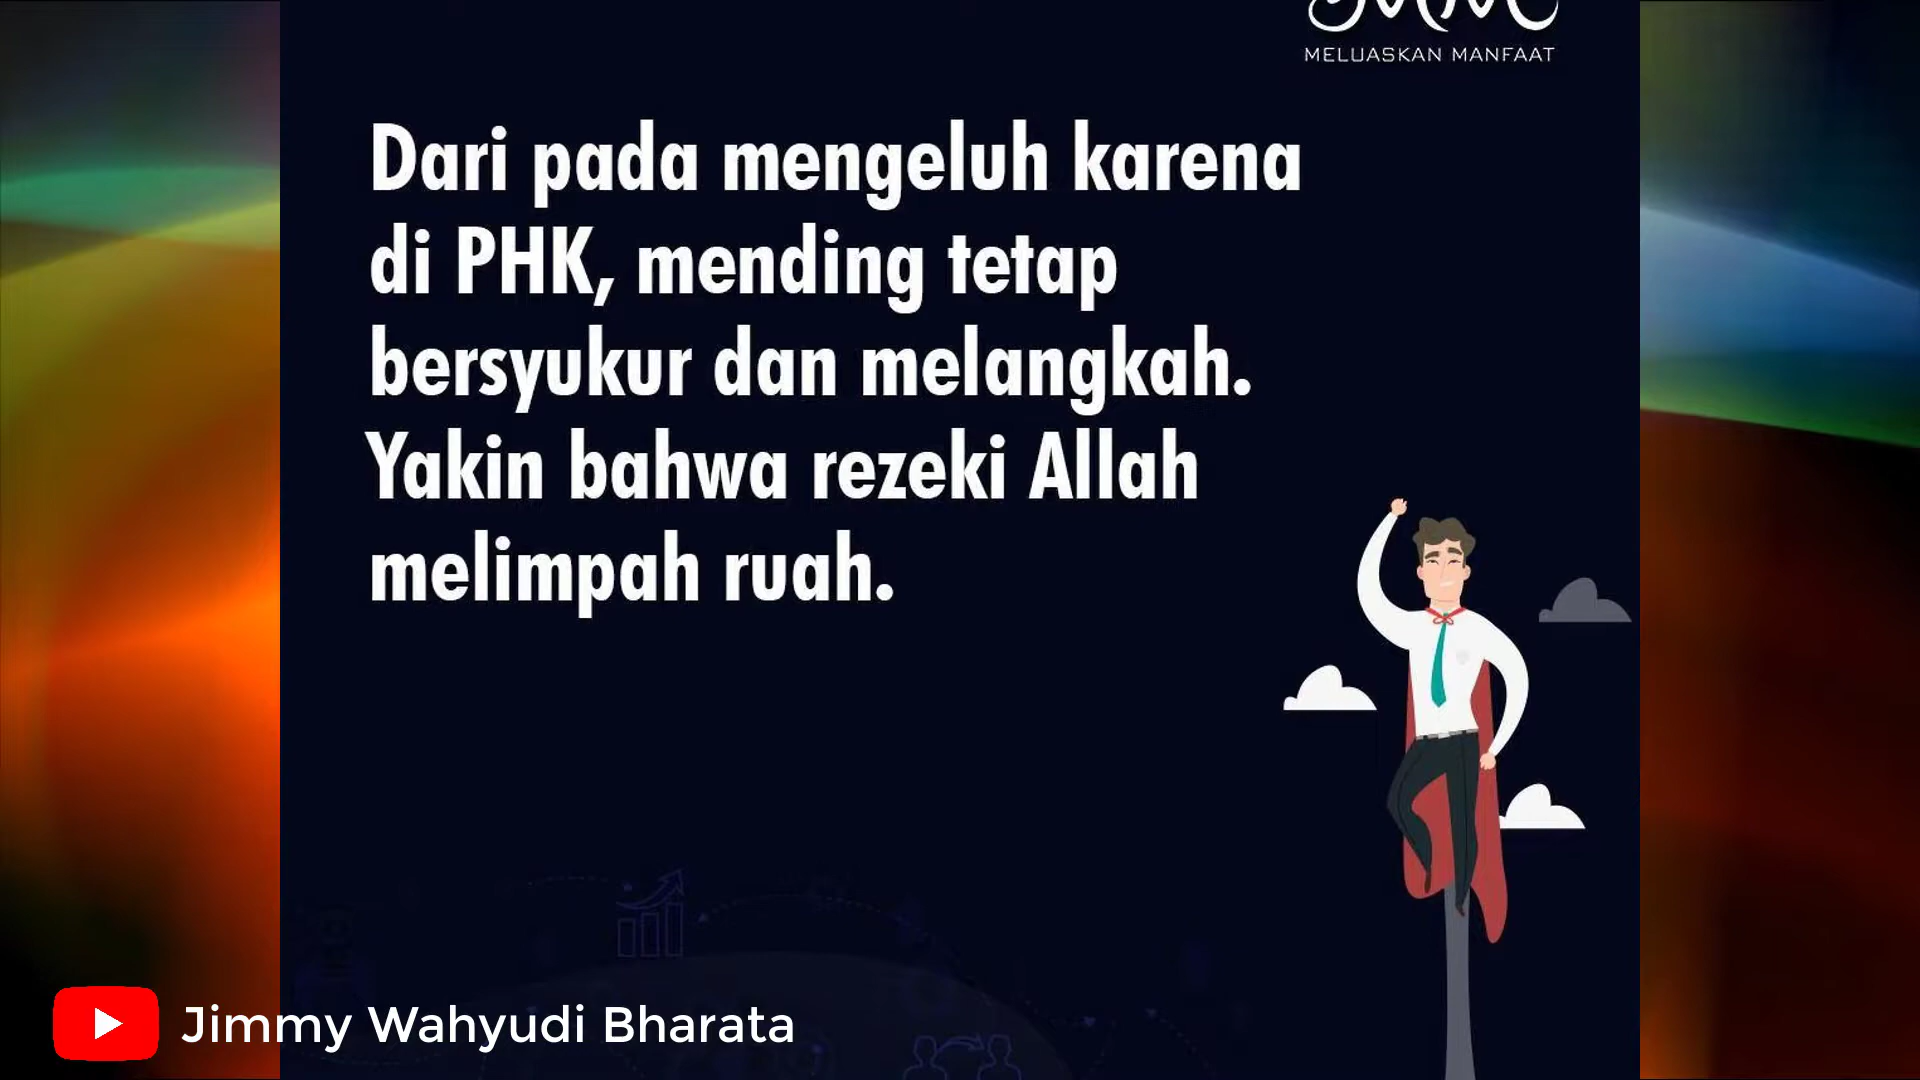 MELUASKAN MANFAAT
Dari pada mengeluh karena
di PHK, mending tetap
bersyukur dan melangkah.
Yakin bahwa rezeki Allah
melimpah ruah.
Jimmy Wahyudi Bharata